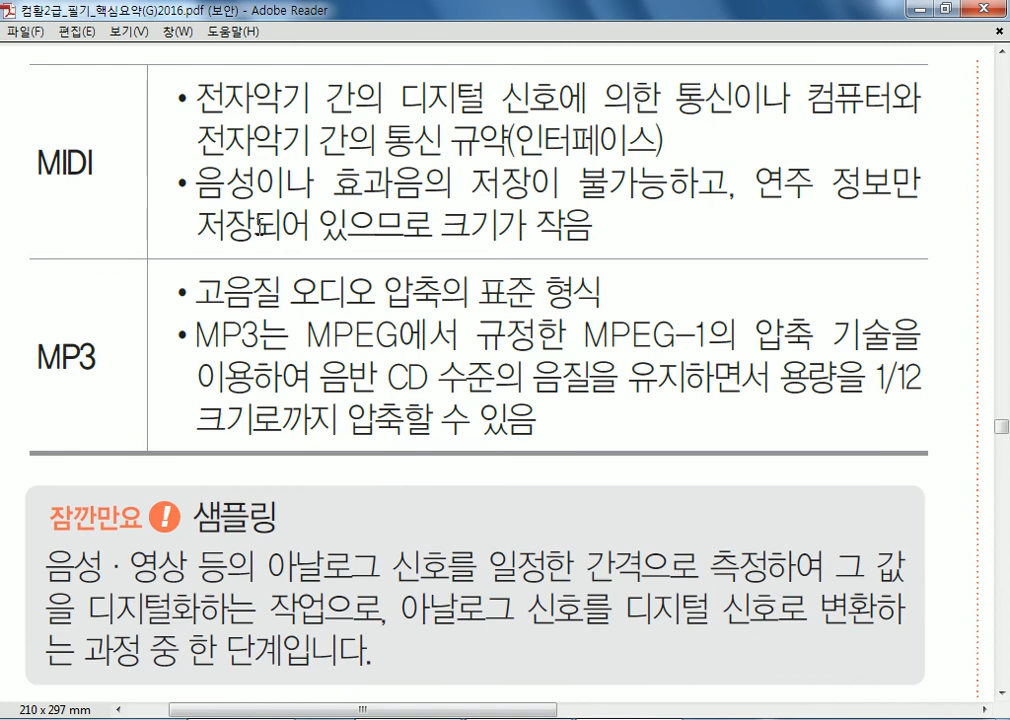 컴활2급_필기_핵심요약(G)2016.pdf (보안) - Adobe Reader
파일(F) 편집(E) 보기(V) 창(W) 도움말(H)
MIDI
• 전자악기 간의 디지털 신호에 의한 통신이나 컴퓨터와
전자악기 간의 통신 규약(인터페이스)
• 음성이나 효과음의 저장이 불가능하고, 연주 정보만
저장되어 있으므로 크기가 작음
MP3
• 고음질 오디오 압축의 표준 형식
• MP3는 MPEG에서 규정한 MPEG-1의 압축 기술을
이용하여 음반 CD 수준의 음질을 유지하면서 용량을 1/12
크기로까지 압축할 수 있음
잠깐만요 ! 샘플링
음성 · 영상 등의 아날로그 신호를 일정한 간격으로 측정하여 그 값
을 디지털화하는 작업으로, 아날로그 신호를 디지털 신호로 변환하
는 과정 중 한 단계입니다.
210 x 297 mm